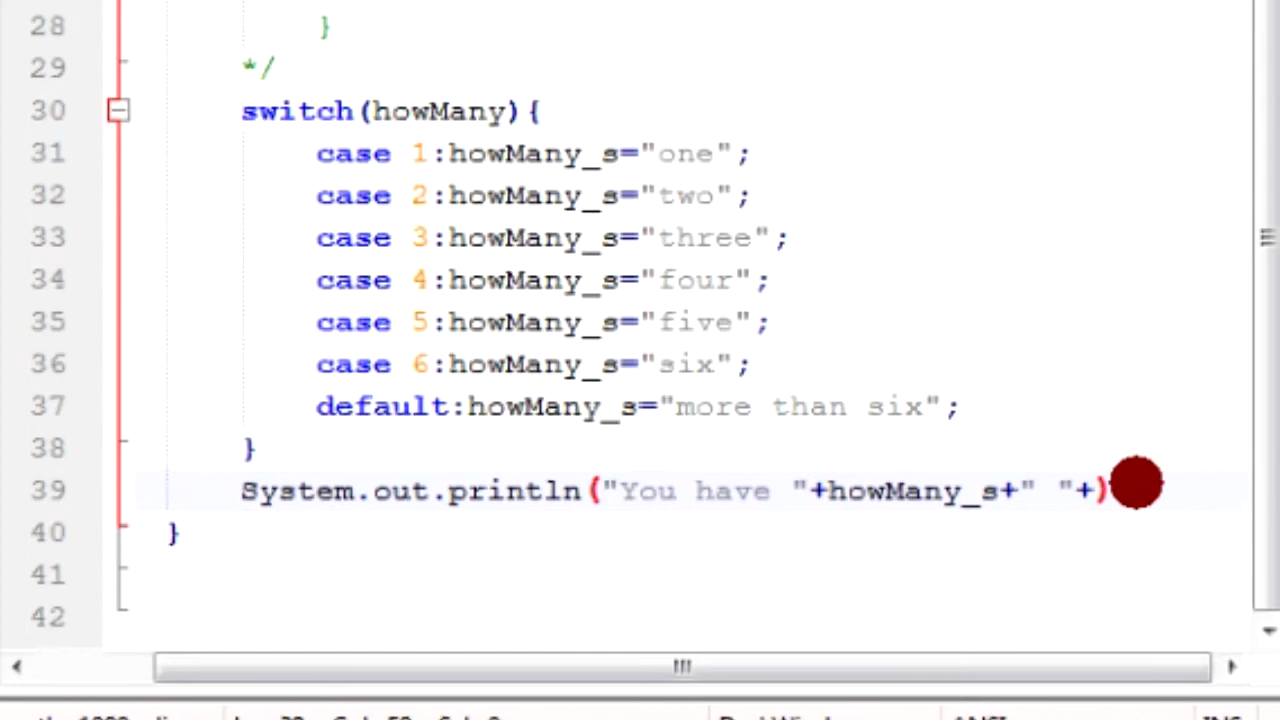 28 }
29 */
30 switch(howMany){
31 case 1:howMany_s="one";
32 case 2:howMany_s="two";
33 case 3:howMany_s="three";
34 case 4:howMany_s="four";
35 case 5:howMany_s="five";
36 case 6:howMany_s="six";
37 default:howMany_s="more than six";
38 }
39 System.out.println("You have "+howMany_s+" "+)
40 }
41
42